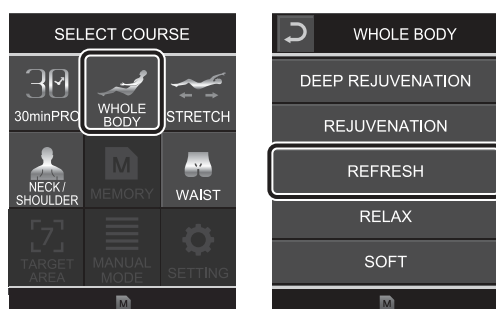 SELECT COURSE
30
30minPRO
WHOLE
BODY
STRETCH
NECK/
SHOULDER
M
MEMORY
WAIST
7
TARGET
AREA
MANUAL
MODE
SETTING
M
WHOLE BODY
DEEP REJUVENATION
REJUVENATION
REFRESH
RELAX
SOFT
M